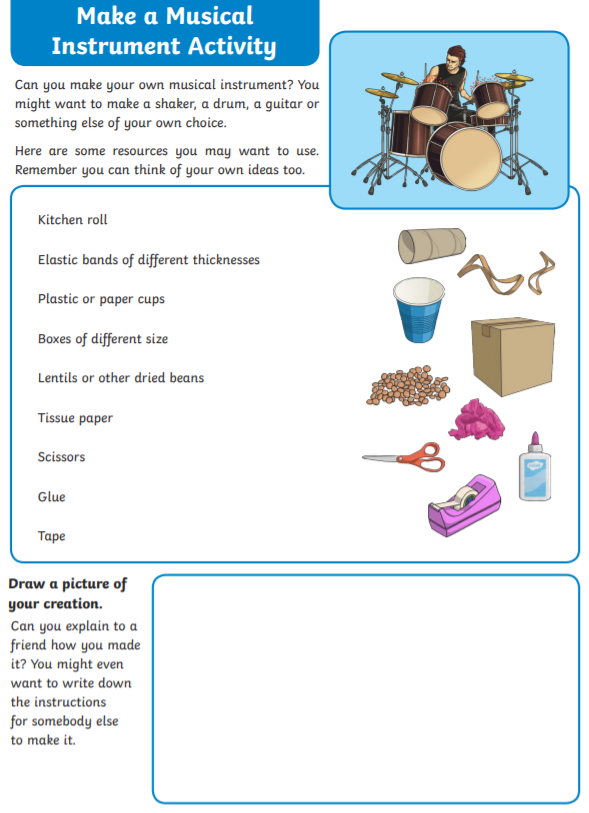 Make a Musical
Instrument Activity
Can you make your own musical instrument? You
might want to make a shaker, a drum, a guitar or
something else of your own choice.
Here are some resources you may want to use.
Remember you can think of your own ideas too.
Kitchen roll
Elastic bands of different thicknesses
Plastic or paper cups
Boxes of different size
Lentils or other dried beans
Tissue paper
Scissors
Glue
Tape
Draw a picture of
your creation.
Can you explain to a
friend how you made
it? You might even
want to write down
the instructions
for somebody else
to make it.